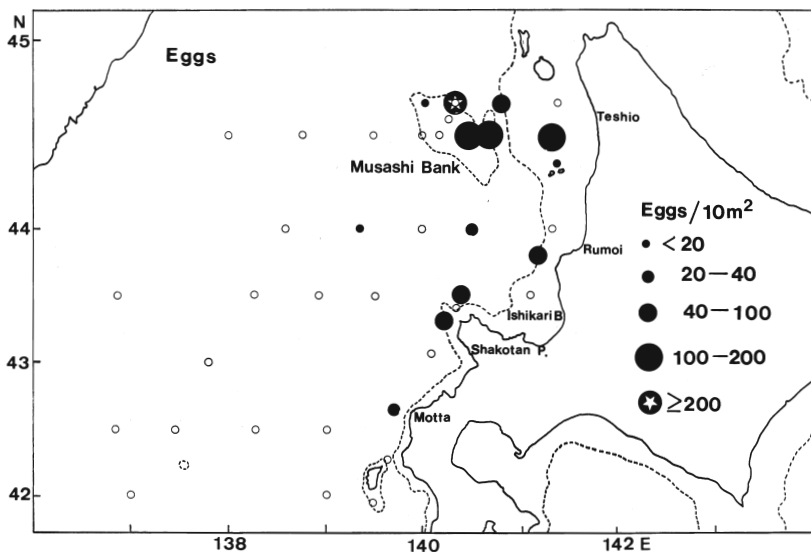 N
45
Eggs
Teshio
Musashi Bank
Eggs/10m²
<20
44
Rumoi
20—40
40—100
Ishikari B
Shakotan P.
100—200
43
≥200
Motta
42
138
140
142 E